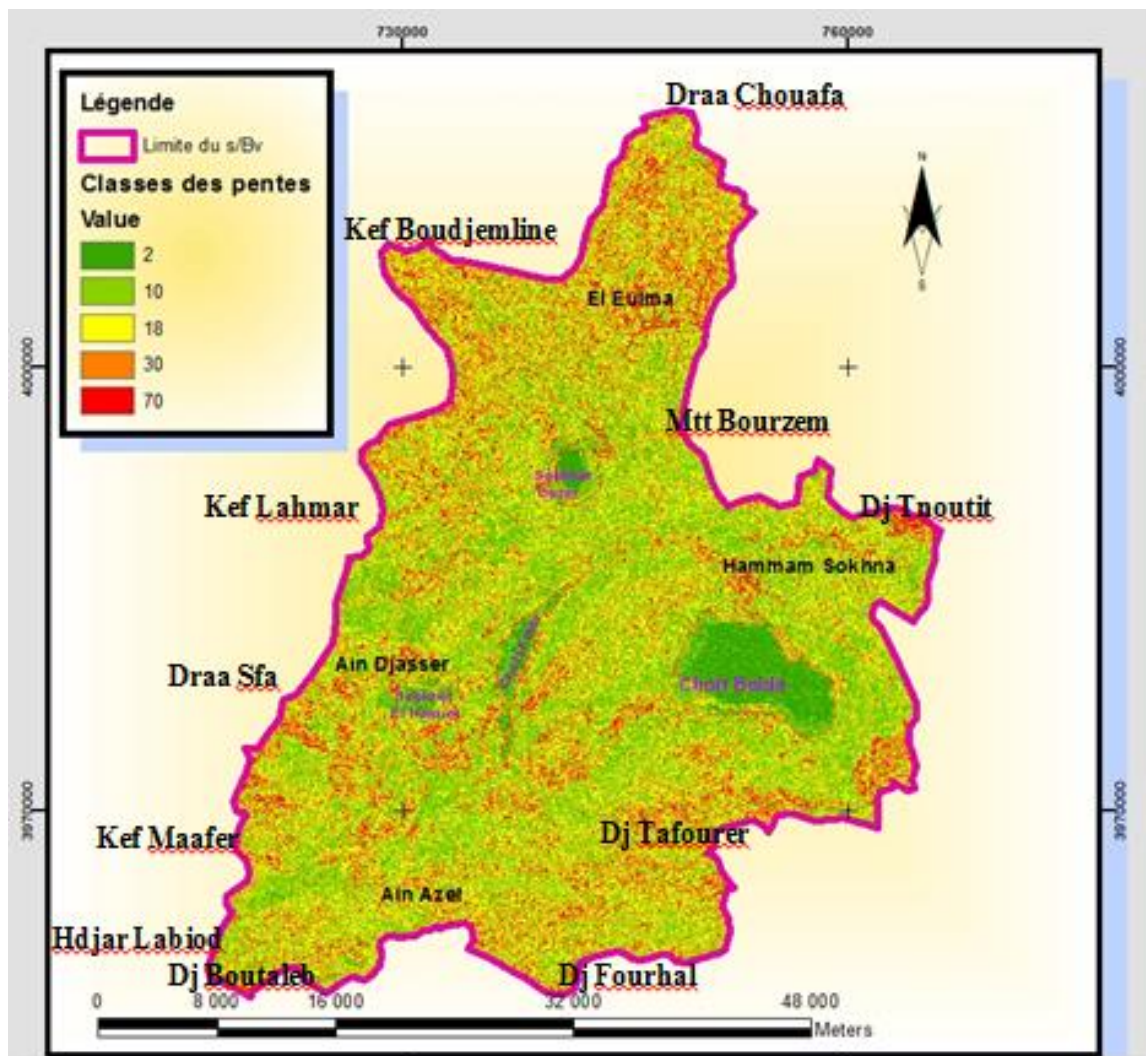 730000
760000
Légende
Limite du s/Bv
Classes des pentes
Value
2
10
18
30
70
Draa Chouafa
N
S
Kef Boudjemline
El Eulma
4000000
4000000
Mtt Bourzem
Kef Lahmar
Dj Tnoutit
Hammam Sokhna
Ain Djasser
Draa Sfa
Chott Beida
El Hamiet
3970000
3970000
Dj Tafourer
Kef Maafer
Ain Azel
Hdjar Labiod
Dj Boutaleb
Dj Fourhal
0
8 000
16 000
32 000
48 000
Meters